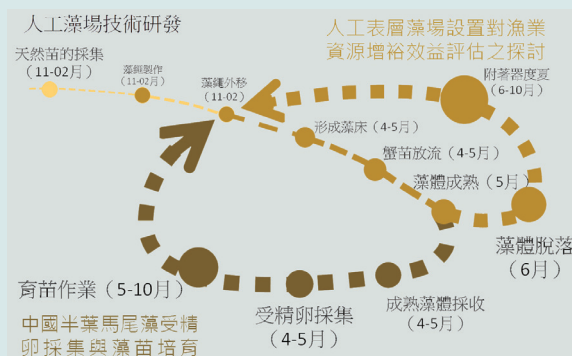 人工藻場技術研發
人工表層藻場設置對漁業
資源增裕效益評估之探討
天然苗的採集
(11-02月)
藻繩製作
(11-02月)
藻繩外移
(11-02)
附著器度夏
(6-10月)
形成藻床(4-5月)
蟹苗放流(4-5月)
藻體成熟(5月)
藻體脫落
(6月)
育苗作業(5-10月)
受精卵採集
(4-5月)
成熟藻體採收
(4-5月)
中國半葉馬尾藻受精
卵採集與藻苗培育